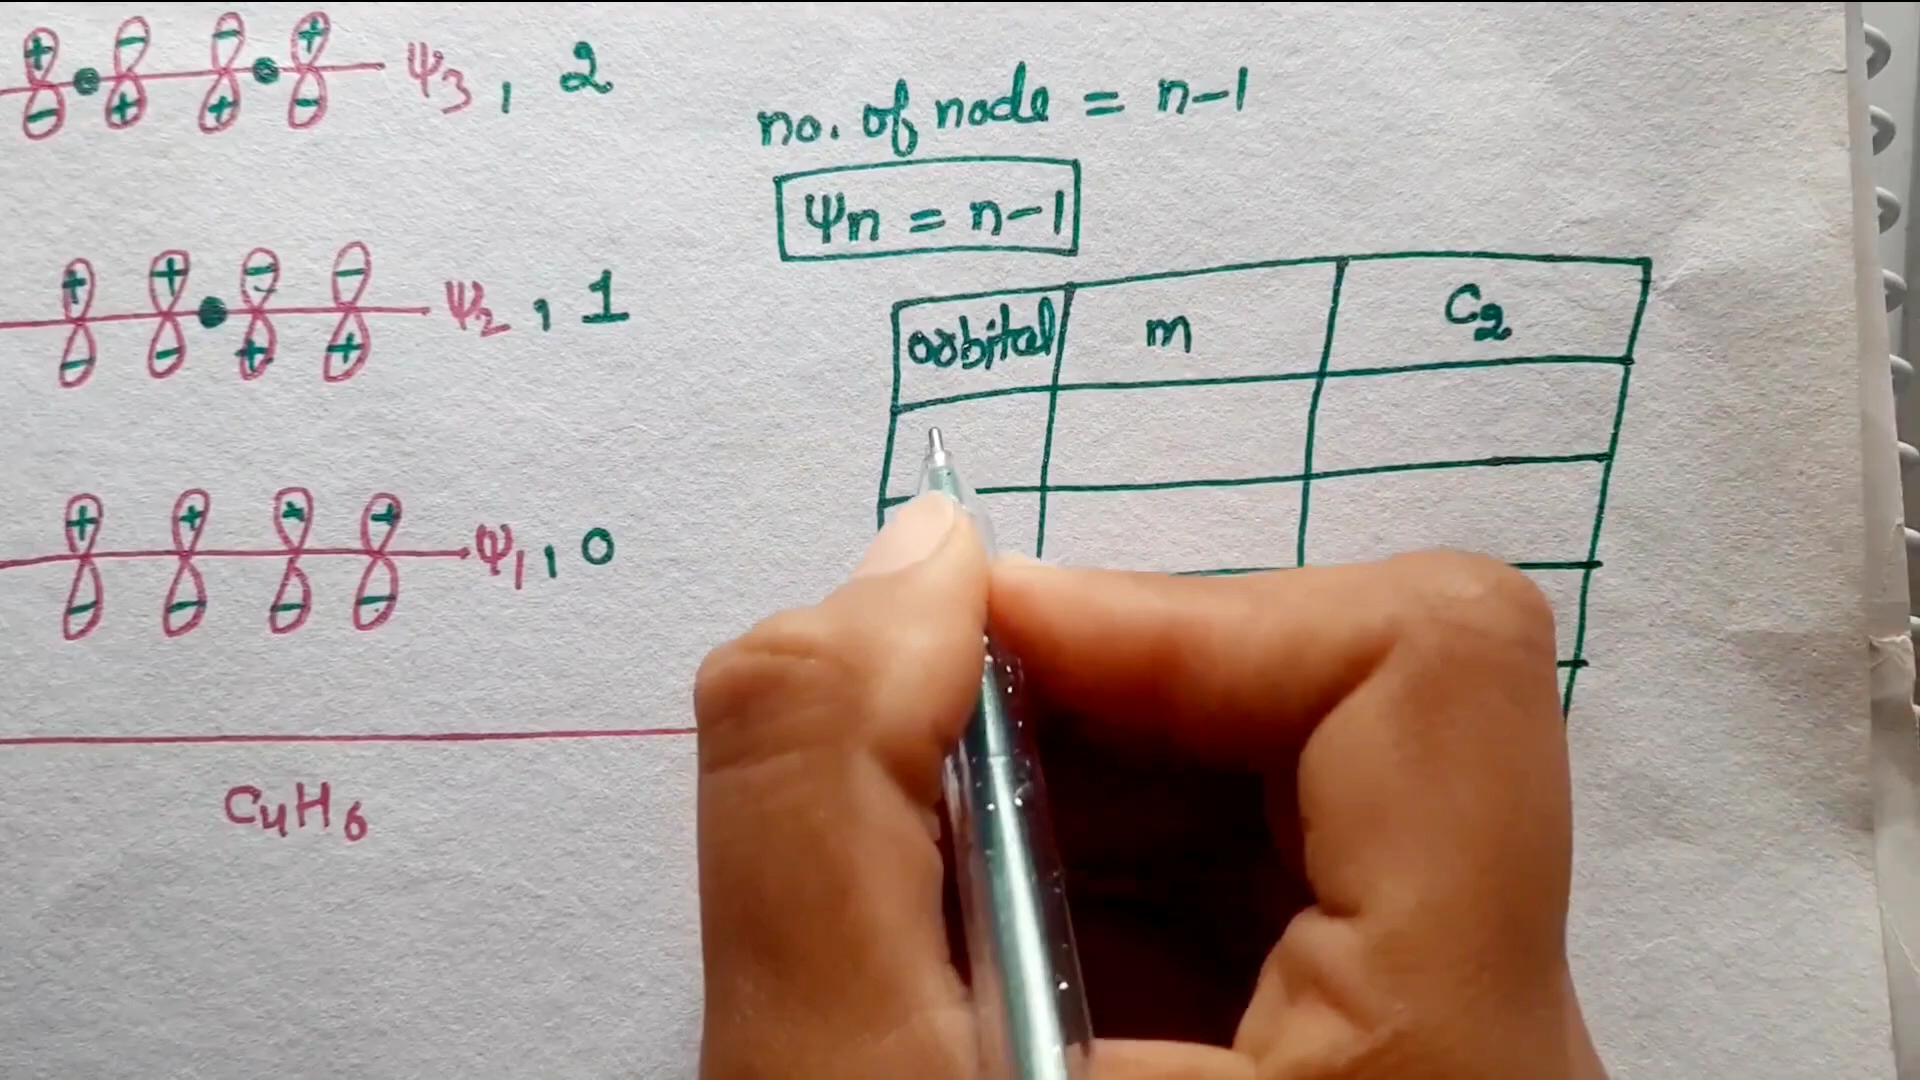 + - - + ψ3, 2
- + + -
no. of node = n-1
ψn = n-1
+ + - - ψ2, 1
- - + +
orbital m C2
+ + + + ψ1, 0
- - - -
C4H6